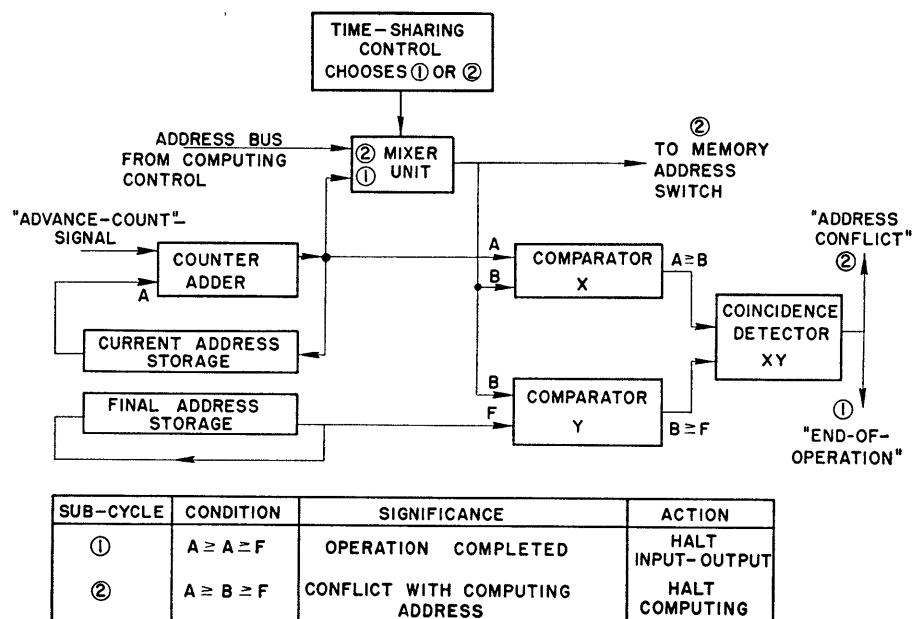 TIME-SHARING
CONTROL
CHOOSES ① OR ②
ADDRESS BUS
FROM COMPUTING
CONTROL
② MIXER
① UNIT
②
TO MEMORY
ADDRESS
SWITCH
"ADVANCE-COUNT"-
SIGNAL
A
COUNTER
ADDER
CURRENT ADDRESS
STORAGE
FINAL ADDRESS
STORAGE
A
B
COMPARATOR
X
A≥B
B
F
COMPARATOR
Y
B≥F
COINCIDENCE
DETECTOR
XY
"ADDRESS
CONFLICT"
②
①
"END-OF-
OPERATION"
SUB-CYCLE CONDITION SIGNIFICANCE ACTION
① A ≥ A ≥ F OPERATION COMPLETED HALT
INPUT-OUTPUT
② A ≥ B ≥ F CONFLICT WITH COMPUTING HALT
ADDRESS COMPUTING